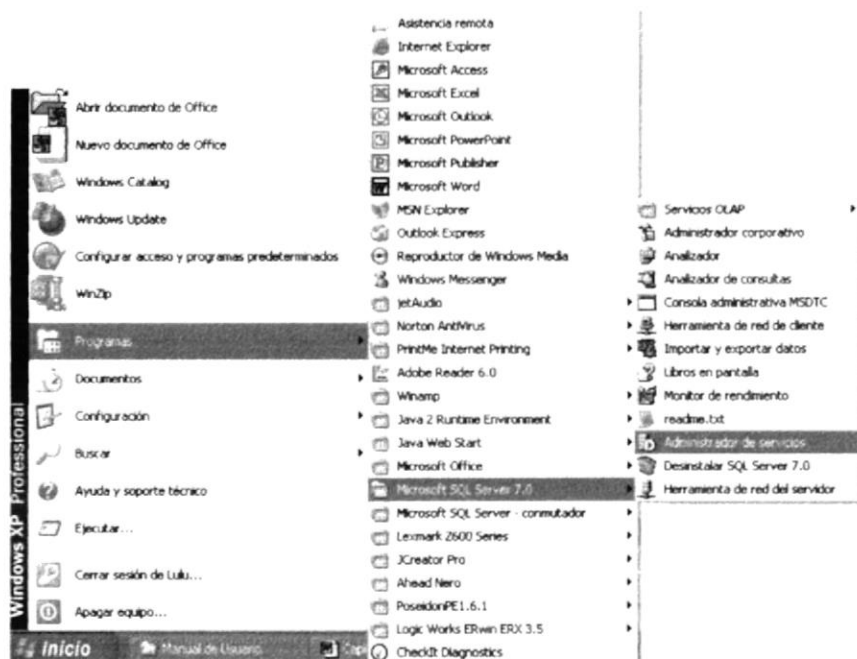 Windows XP Professional
Abrir documento de Office
Nuevo documento de Office
Windows Catalog
Windows Update
Configurar acceso y programas predeterminados
WinZip
Programas
Documentos
Configuración
Buscar
Ayuda y soporte técnico
Ejecutar...
Cerrar sesión de Lulu...
Apagar equipo...
Inicio
Manual de Usuario
Asistencia remota
Internet Explorer
Microsoft Access
Microsoft Excel
Microsoft Outlook
Microsoft PowerPoint
Microsoft Publisher
Microsoft Word
MSN Explorer
Outlook Express
Reproductor de Windows Media
Windows Messenger
jetAudio
Norton AntiVirus
PrintMe Internet Printing
Adobe Reader 6.0
Winamp
Java 2 Runtime Environment
Java Web Start
Microsoft Office
Microsoft SQL Server 7.0
Microsoft SQL Server - conmutador
Lexmark Z600 Series
JCreator Pro
Ahead Nero
PoseidonPE1.6.1
Logic Works ERwin ERX 3.5
CheckIt Diagnostics
Servicios OLAP
Administrador corporativo
Analizador
Analizador de consultas
Consola administrativa MSDTC
Herramienta de red de cliente
Importar y exportar datos
Libros en pantalla
Monitor de rendimiento
readme.txt
Administrador de servicios
Desinstalar SQL Server 7.0
Herramienta de red del servidor